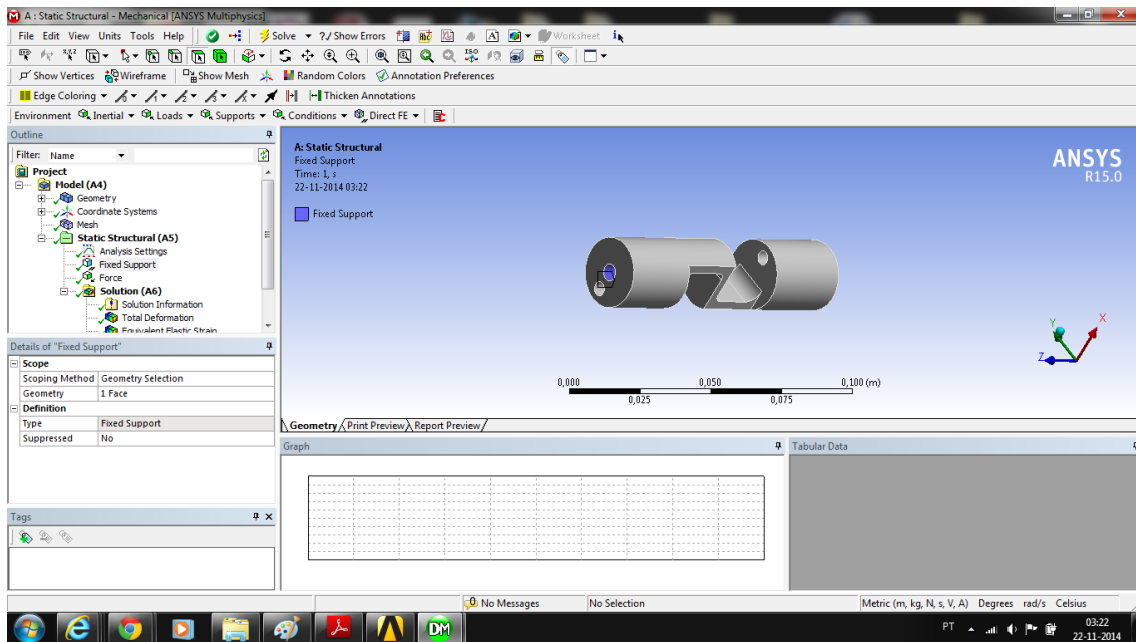 A : Static Structural - Mechanical [ANSYS Multiphysics]
File Edit View Units Tools Help Solve ?/ Show Errors Worksheet
Show Vertices Wireframe Show Mesh Random Colors Annotation Preferences
Edge Coloring Thicken Annotations
Environment Inertial Loads Supports Conditions Direct FE
Outline
Filter: Name
Project
Model (A4)
Geometry
Coordinate Systems
Mesh
Static Structural (A5)
Analysis Settings
Fixed Support
Force
Solution (A6)
Solution Information
Total Deformation
Equivalent Elastic Strain
Details of "Fixed Support"
Scope
Scoping Method Geometry Selection
Geometry 1 Face
Definition
Type Fixed Support
Suppressed No
Tags
A: Static Structural
Fixed Support
Time: 1, s
22-11-2014 03:22
Fixed Support
ANSYS
R15.0
Y X
Z
0,000 0,050 0,100 (m)
0,025 0,075
Geometry Print Preview Report Preview
Graph
Tabular Data
No Messages No Selection Metric (m, kg, N, s, V, A) Degrees rad/s Celsius
DM PT 03:22
22-11-2014